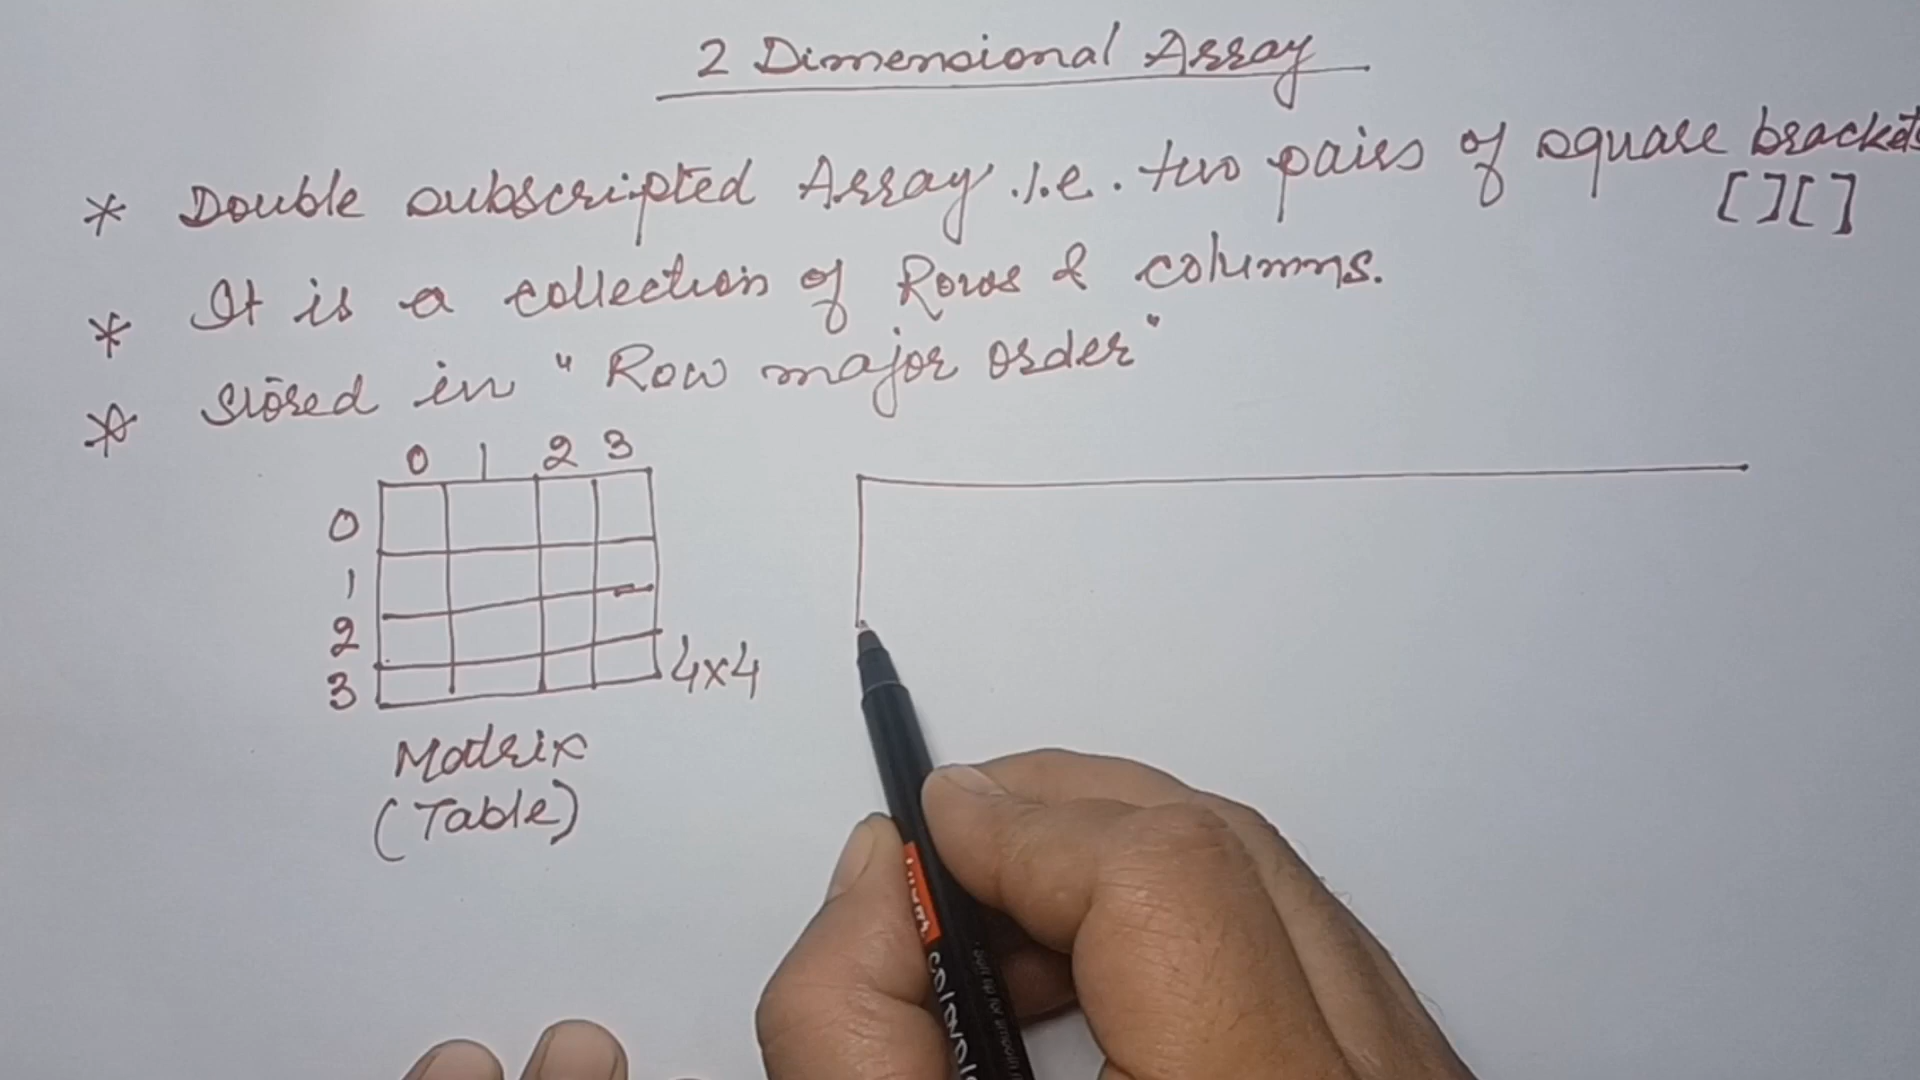 2 Dimensional Array
* Double subscripted Array i.e. two pairs of square brackets
[][]
* It is a collection of Rows & columns.
* Stored in "Row major order"
0 1 2 3
0
1
2
3
4x4
Matrix
(Table)